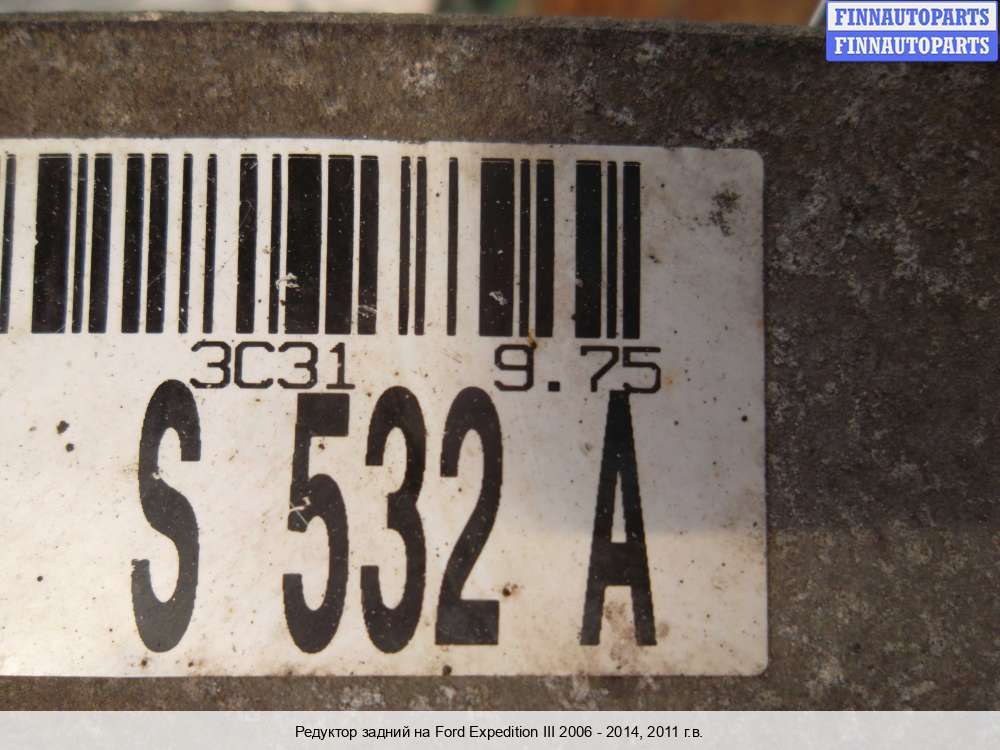 FINNAUTOPARTS
FINNAUTOPARTS
3C31 9.75
S 532 A
Редуктор задний на Ford Expedition III 2006 - 2014, 2011 г.в.